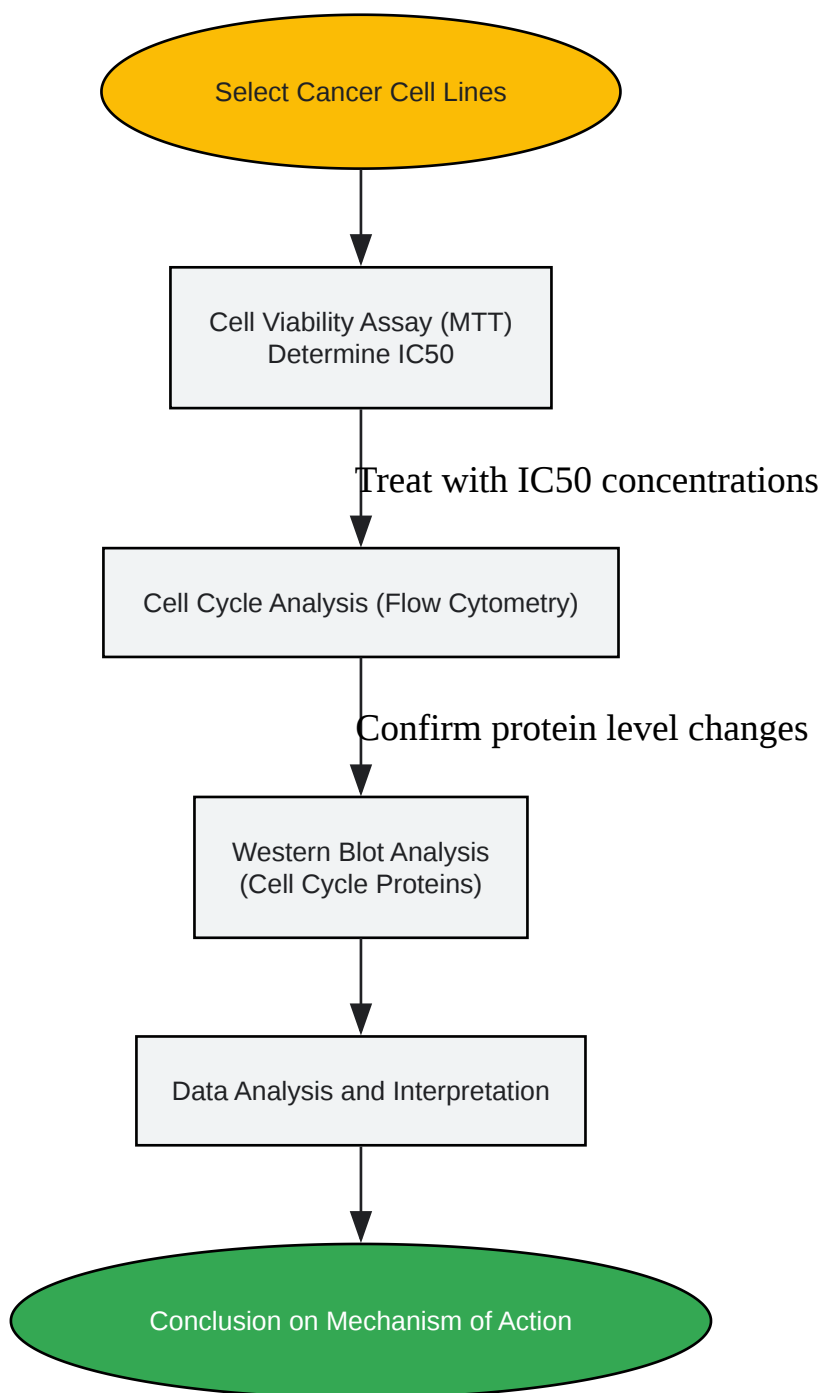 Select Cancer Cell Lines
Cell Viability Assay (MTT)
Determine IC50
Treat with IC50 concentrations
Cell Cycle Analysis (Flow Cytometry)
Confirm protein level changes
Western Blot Analysis
(Cell Cycle Proteins)
Data Analysis and Interpretation
Conclusion on Mechanism of Action